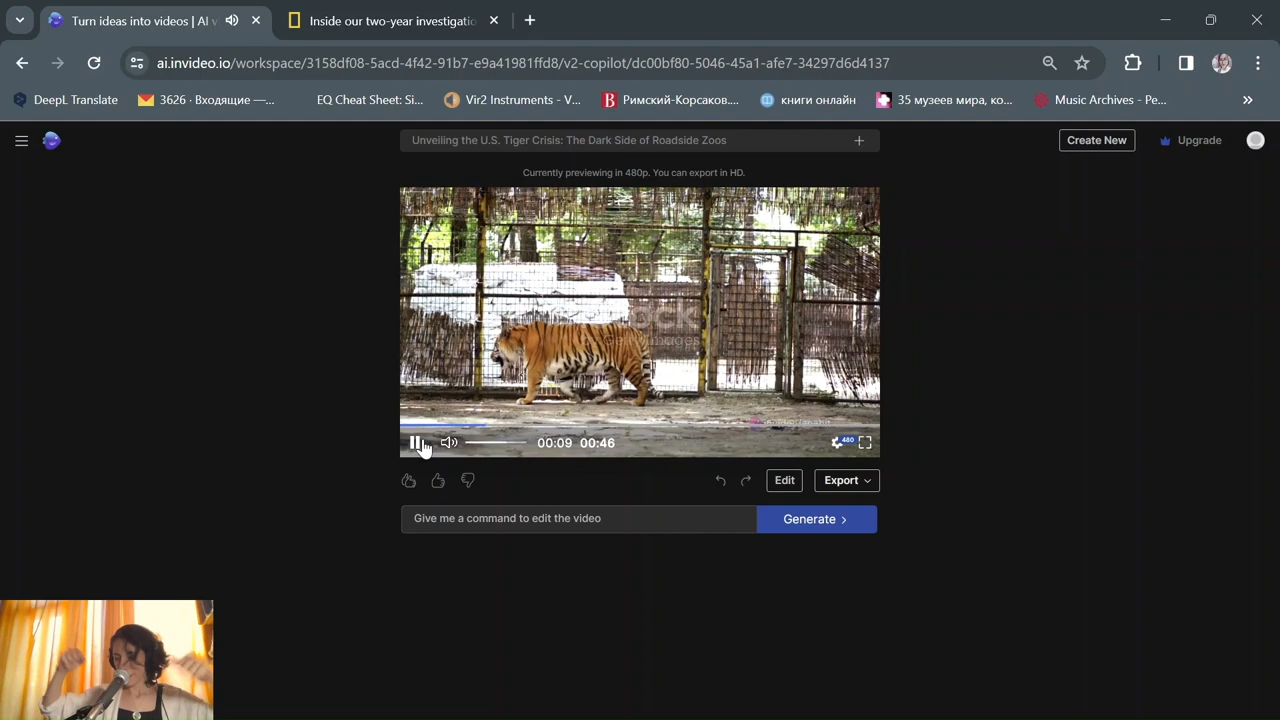 Turn ideas into videos | AI v
Inside our two-year investigatio
ai.invideo.io/workspace/3158df08-5acd-4f42-91b7-e9a41981ffd8/v2-copilot/dc00bf80-5046-45a1-afe7-34297d6d4137
DeepL Translate
3626 · Входящие —...
EQ Cheat Sheet: Si...
Vir2 Instruments - V...
B Римский-Корсаков....
книги онлайн
35 музеев мира, ко...
Music Archives - Pe...
Unveiling the U.S. Tiger Crisis: The Dark Side of Roadside Zoos
Create New
Upgrade
Currently previewing in 480p. You can export in HD.
00:09 00:46
480
Edit
Export
Give me a command to edit the video
Generate